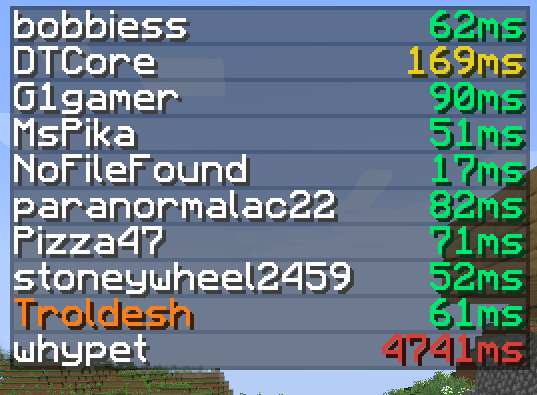 bobbiess 62ms
DTCore 169ms
G1gamer 90ms
MsPika 51ms
NoFileFound 17ms
paranormalac22 82ms
Pizza47 71ms
stoneywheel2459 52ms
Troldesh 61ms
whypet 4741ms